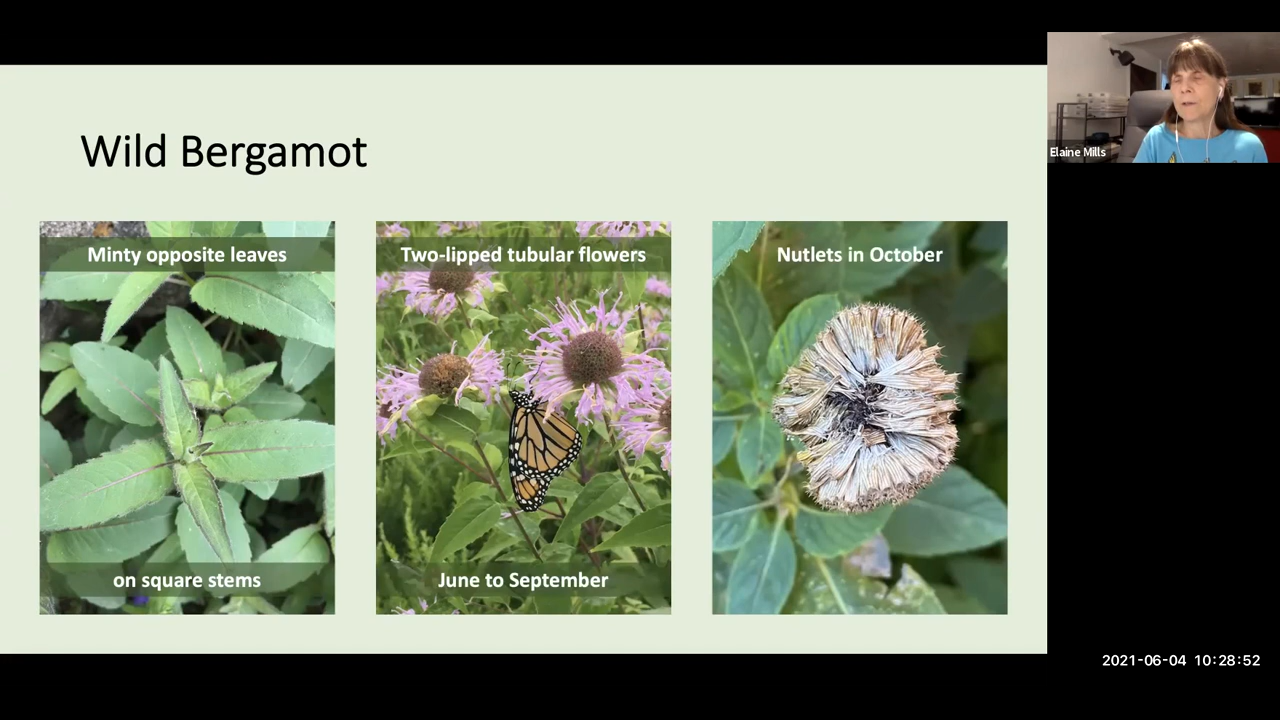 Wild Bergamot
Minty opposite leaves
on square stems
Two-lipped tubular flowers
June to September
Nutlets in October
Elaine Mills
2021-06-04 10:28:52